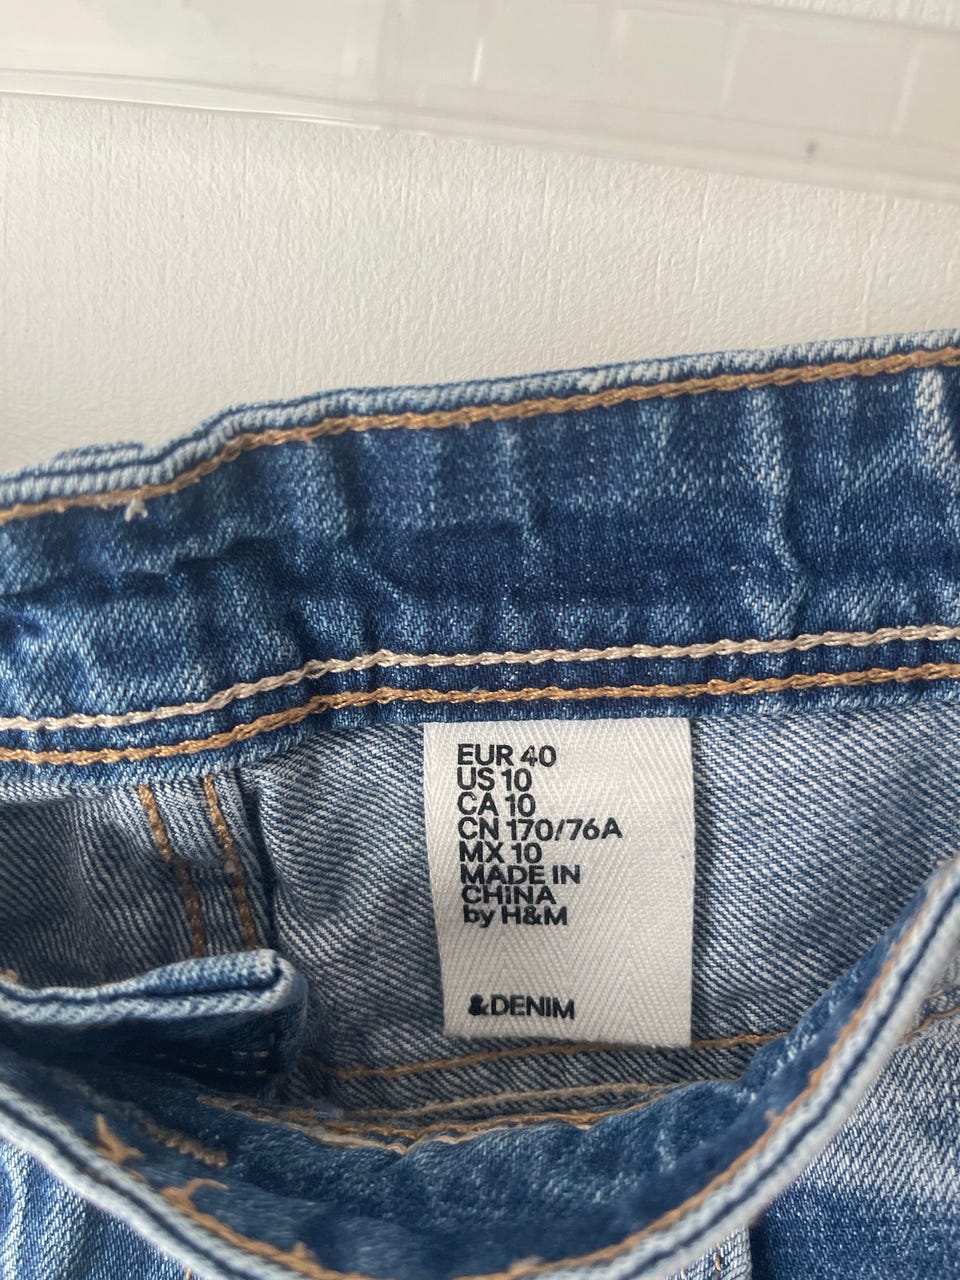 EUR 40
US 10
CA 10
CN 170/76A
MX 10
MADE IN
CHINA
by H&M
&DENIM